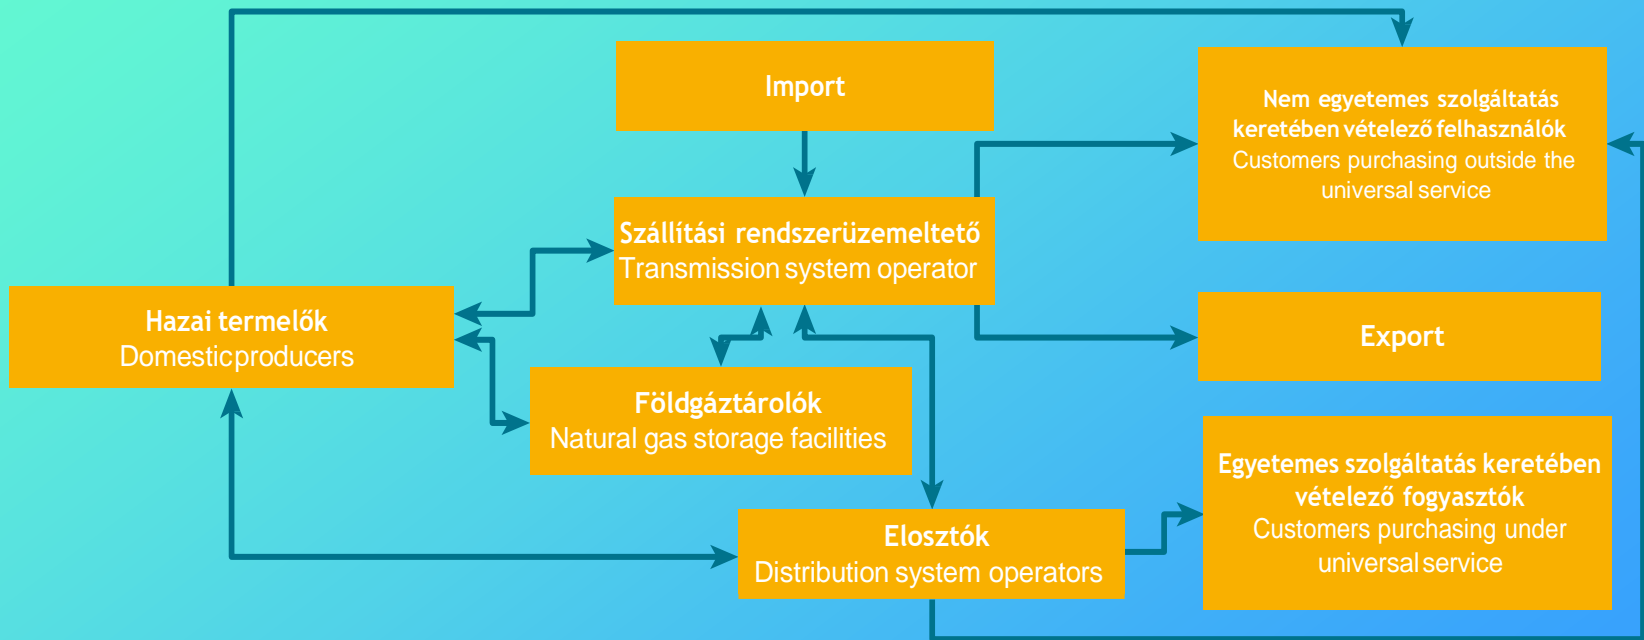 Import
Nem egyetemes szolgáltatás
keretében vételező felhasználók
Customers purchasing outside the
universal service
Szállítási rendszerüzemeltető
Transmission system operator
Hazai termelők
Domesticproducers
Export
Földgáztárolók
Natural gas storage facilities
Egyetemes szolgáltatás keretében
vételező fogyasztók
Customers purchasing under
universal service
Elosztók
Distribution system operators